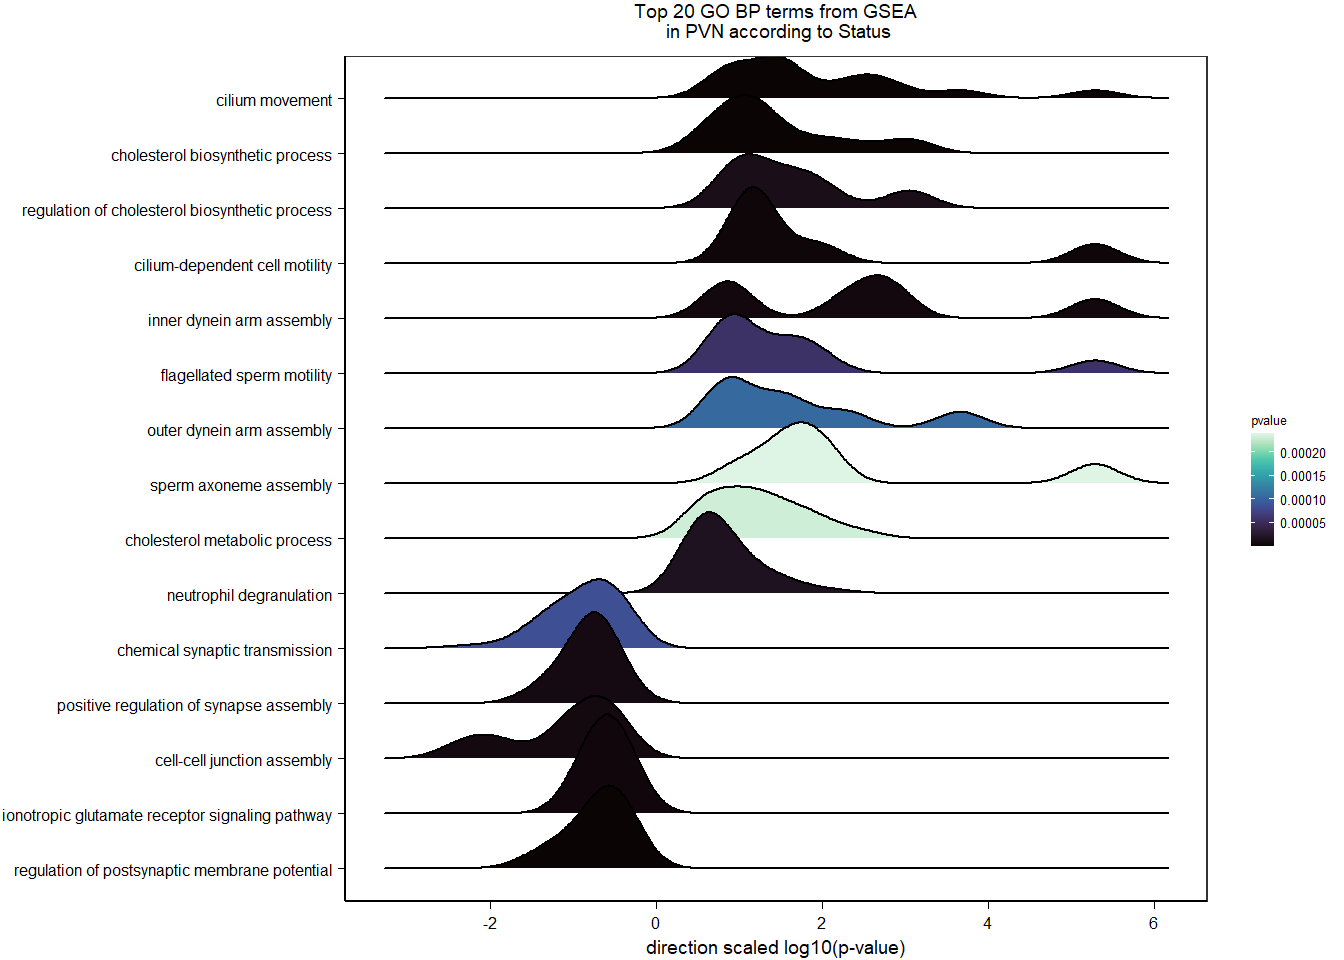 Top 20 GO BP terms from GSEA
in PVN according to Status
cilium movement
cholesterol biosynthetic process
regulation of cholesterol biosynthetic process
cilium-dependent cell motility
inner dynein arm assembly
flagellated sperm motility
outer dynein arm assembly
sperm axoneme assembly
cholesterol metabolic process
neutrophil degranulation
chemical synaptic transmission
positive regulation of synapse assembly
cell-cell junction assembly
ionotropic glutamate receptor signaling pathway
regulation of postsynaptic membrane potential
-2 0 2 4 6
direction scaled log10(p-value)
pvalue
0.00020
0.00015
0.00010
0.00005